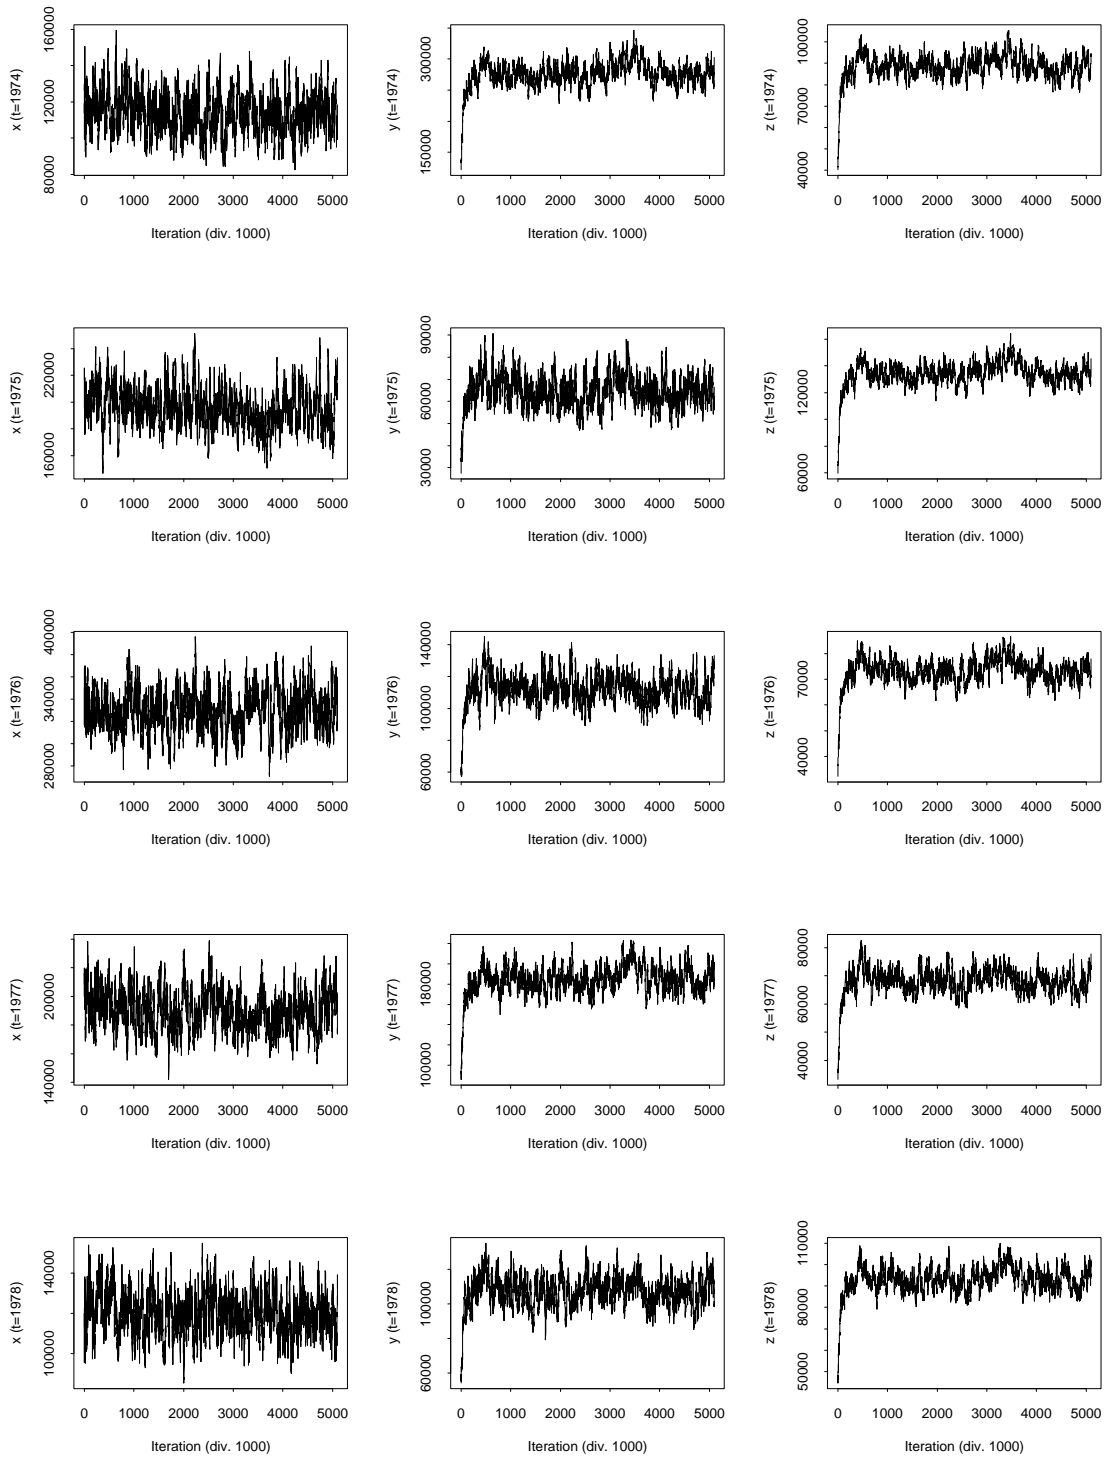 x (t=1974)
80000 120000 160000
0 1000 2000 3000 4000 5000
Iteration (div. 1000)
y (t=1974)
150000 300000
0 1000 2000 3000 4000 5000
Iteration (div. 1000)
z (t=1974)
40000 70000 100000
0 1000 2000 3000 4000 5000
Iteration (div. 1000)
x (t=1975)
160000 220000
0 1000 2000 3000 4000 5000
Iteration (div. 1000)
y (t=1975)
30000 60000 90000
0 1000 2000 3000 4000 5000
Iteration (div. 1000)
z (t=1975)
60000 120000
0 1000 2000 3000 4000 5000
Iteration (div. 1000)
x (t=1976)
280000 340000 400000
0 1000 2000 3000 4000 5000
Iteration (div. 1000)
y (t=1976)
60000 100000 140000
0 1000 2000 3000 4000 5000
Iteration (div. 1000)
z (t=1976)
40000 70000
0 1000 2000 3000 4000 5000
Iteration (div. 1000)
x (t=1977)
140000 200000
0 1000 2000 3000 4000 5000
Iteration (div. 1000)
y (t=1977)
100000 180000
0 1000 2000 3000 4000 5000
Iteration (div. 1000)
z (t=1977)
40000 60000 80000
0 1000 2000 3000 4000 5000
Iteration (div. 1000)
x (t=1978)
100000 140000
0 1000 2000 3000 4000 5000
Iteration (div. 1000)
y (t=1978)
60000 100000
0 1000 2000 3000 4000 5000
Iteration (div. 1000)
z (t=1978)
50000 80000 110000
0 1000 2000 3000 4000 5000
Iteration (div. 1000)